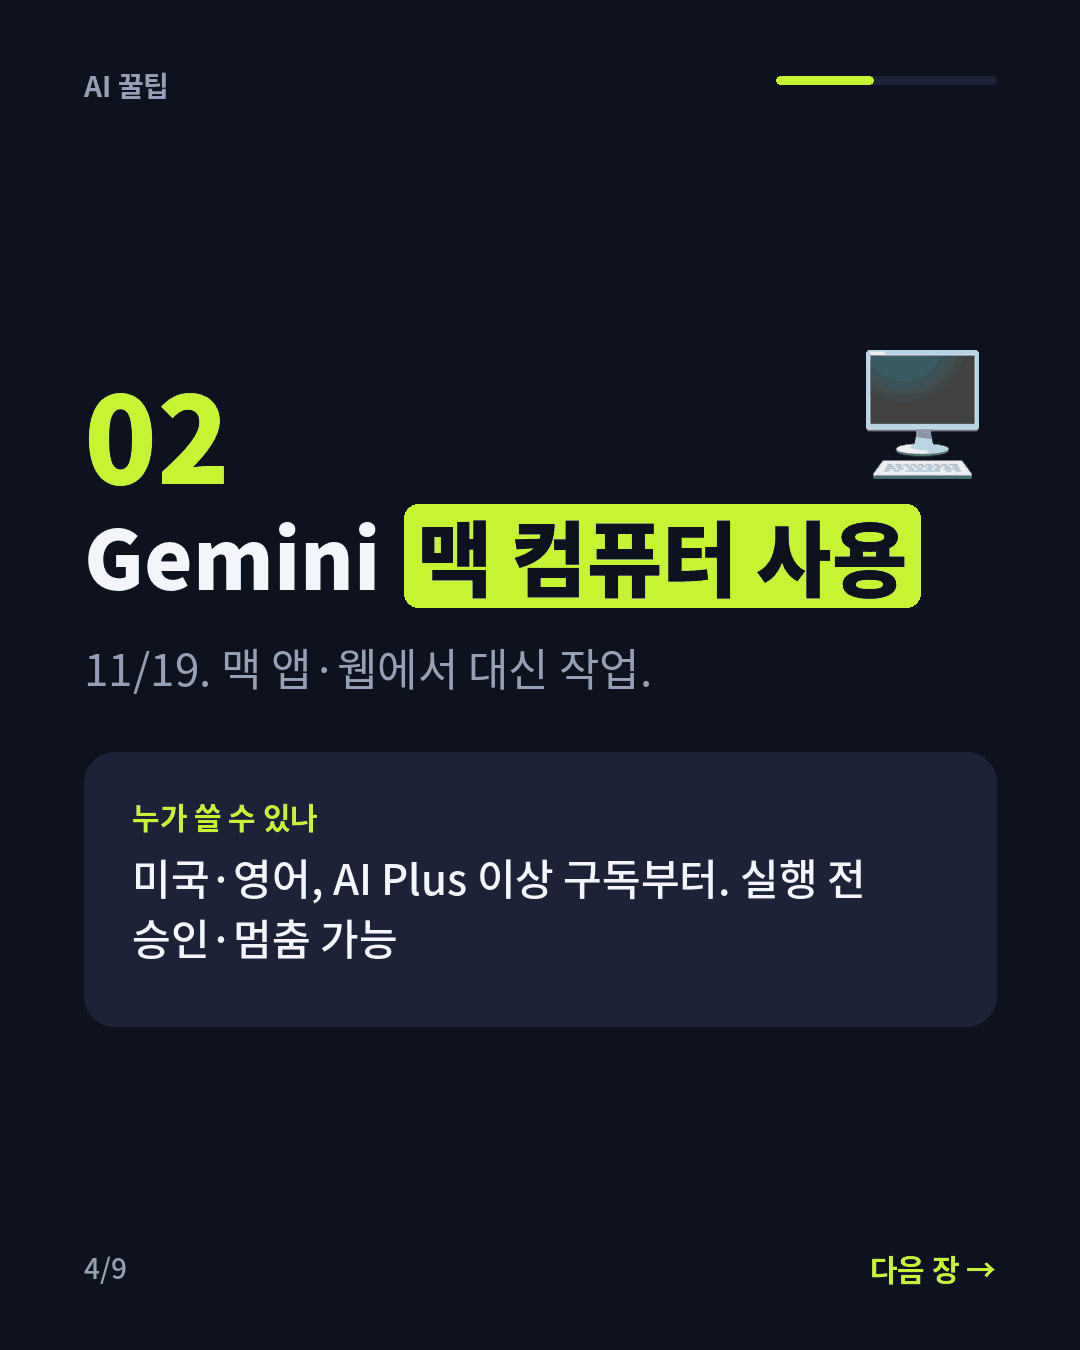 AI 꿀팁
02
Gemini 맥 컴퓨터 사용
11/19. 맥 앱·웹에서 대신 작업.
누가 쓸 수 있나
미국·영어, AI Plus 이상 구독부터. 실행 전
승인·멈춤 가능
4/9
다음 장 →